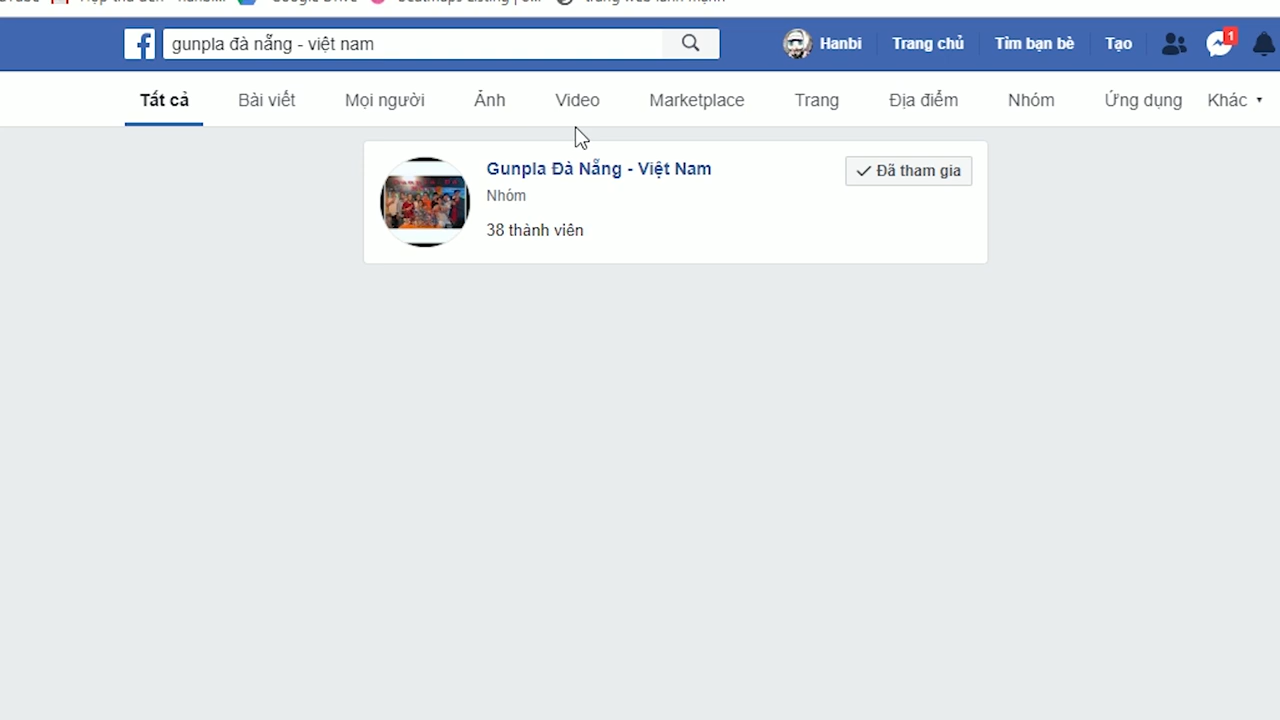 gunpla đà nẵng - việt nam
Hanbi
Trang chủ
Tìm bạn bè
Tạo
1
Tất cả
Bài viết
Mọi người
Ảnh
Video
Marketplace
Trang
Địa điểm
Nhóm
Ứng dụng
Khác
Gunpla Đà Nẵng - Việt Nam
Đã tham gia
Nhóm
38 thành viên